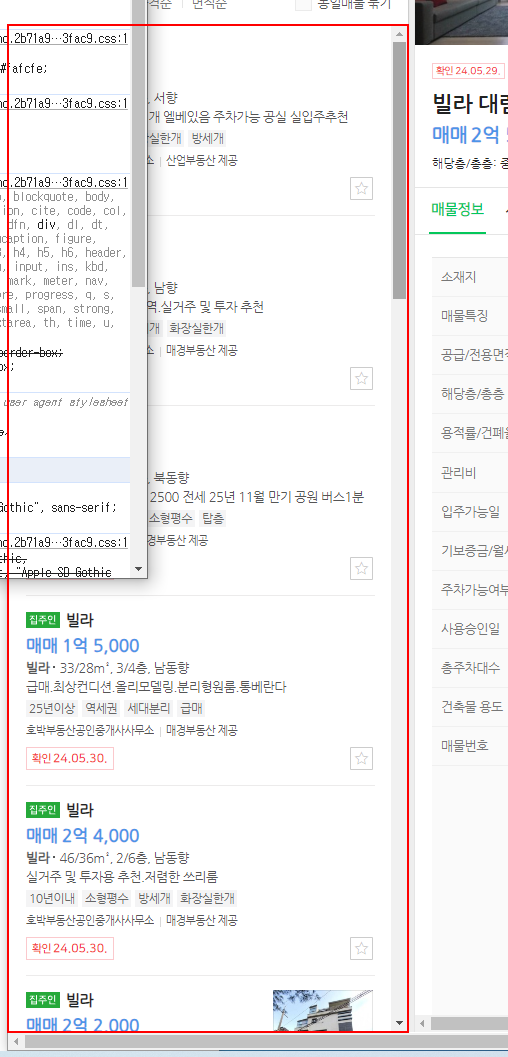 면적순
동일매물 묶기
nd.2b71a9…3fac9.css:1
#fafcfe;
nd.2b71a9…3fac9.css:1
nd.2b71a9…3fac9.css:1
blockquote, body,
cite, code, col,
dfn, div, dl, dt,
figure,
h4, h5, h6, header,
input, ins, kbd,
mark, meter, nav,
progress, q, s,
small, span, strong,
th, time, u,
border-box;
user agent stylesheet
Gothic", sans-serif;
nd.2b71a9…3fac9.css:1
"Apple SD Gothic
, 서향
개 엘베있음 주차가능 공실 실입주추천
실한개 방세개
소 | 산업부동산 제공
, 남향
역.실거주 및 투자 추천
개 화장실한개
소 | 매경부동산 제공
, 북동향
2500 전세 25년 11월 만기 공원 버스1분
소형평수 탑층
경부동산 제공
집주인 빌라
매매 1억 5,000
빌라 · 33/28m², 3/4층, 남동향
급매.최상컨디션.올리모델링.분리형원룸.통베란다
25년이상 역세권 세대분리 급매
호박부동산공인중개사사무소 | 매경부동산 제공
확인 24.05.30.
집주인 빌라
매매 2억 4,000
빌라 · 46/36m², 2/6층, 남동향
실거주 및 투자용 추천.저렴한 쓰리룸
10년이내 소형평수 방세개 화장실한개
호박부동산공인중개사사무소 | 매경부동산 제공
확인 24.05.30.
집주인 빌라
매매 2억 2,000
확인 24.05.29.
빌라 대림
매매 2억
해당층/총층: 중
매물정보
소재지
매물특징
공급/전용면적
해당층/총층
용적률/건폐율
관리비
입주가능일
기보증금/월세
주차가능여부
사용승인일
총주차대수
건축물 용도
매물번호